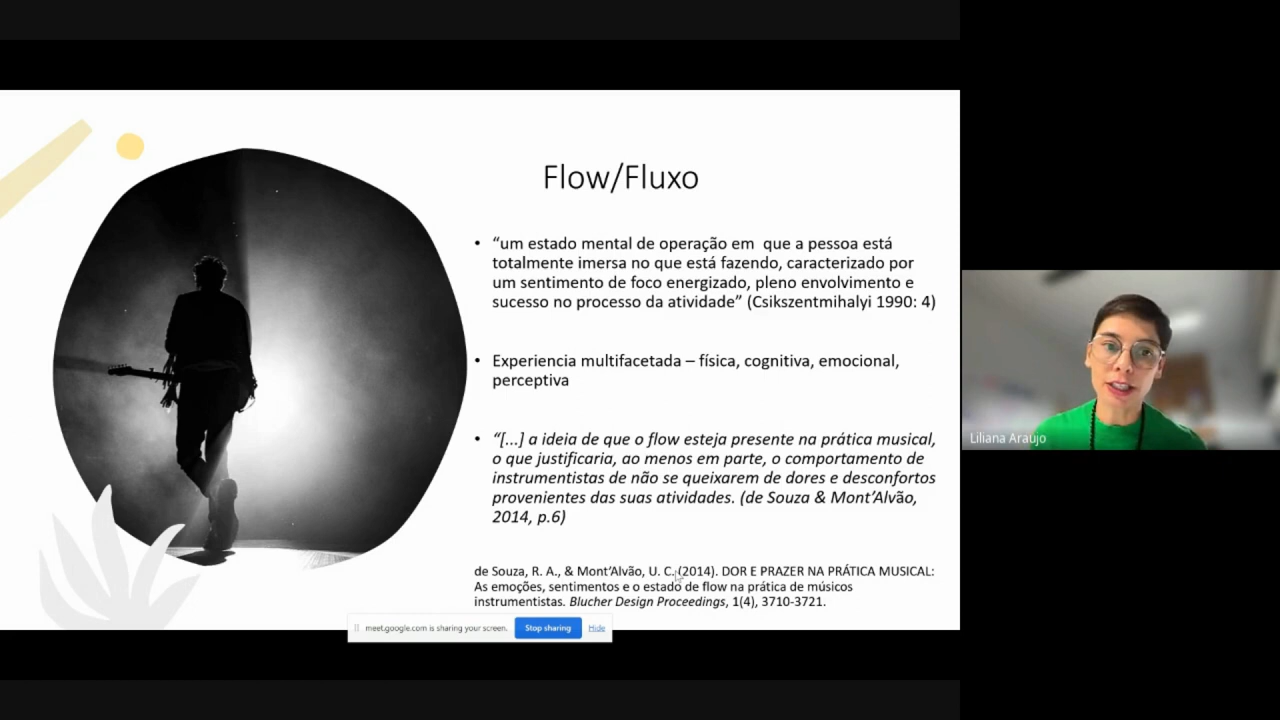 Flow/Fluxo
• “um estado mental de operação em que a pessoa está
totalmente imersa no que está fazendo, caracterizado por
um sentimento de foco energizado, pleno envolvimento e
sucesso no processo da atividade” (Csikszentmihalyi 1990: 4)
• Experiencia multifacetada – física, cognitiva, emocional,
perceptiva
• “[...] a ideia de que o flow esteja presente na prática musical,
o que justificaria, ao menos em parte, o comportamento de
instrumentistas de não se queixarem de dores e desconfortos
provenientes das suas atividades. (de Souza & Mont’Alvão,
2014, p.6)
de Souza, R. A., & Mont’Alvão, U. C. (2014). DOR E PRAZER NA PRÁTICA MUSICAL:
As emoções, sentimentos e o estado de flow na prática de músicos
instrumentistas. Blucher Design Proceedings, 1(4), 3710-3721.
meet.google.com is sharing your screen. Stop sharing Hide
Liliana Araújo